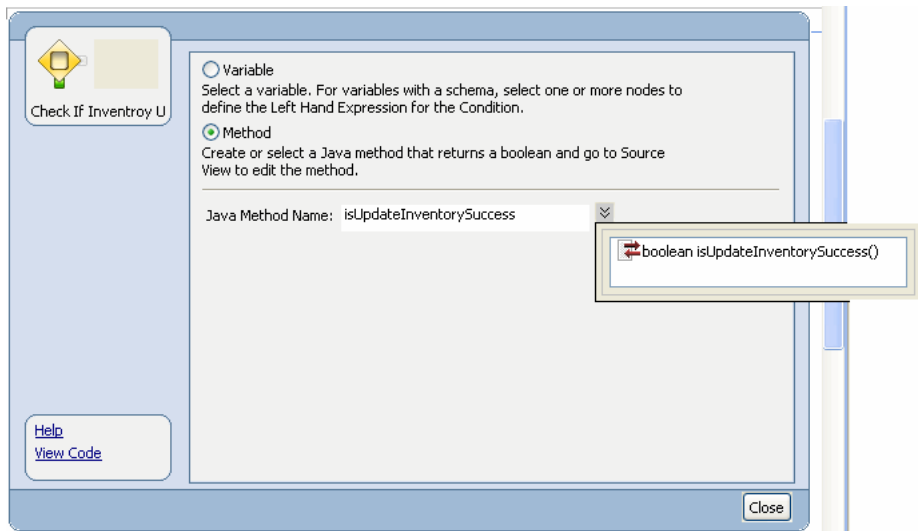 Check If Inventroy U
Variable
Select a variable. For variables with a schema, select one or more nodes to
define the Left Hand Expression for the Condition.
Method
Create or select a Java method that returns a boolean and go to Source
View to edit the method.
Java Method Name: isUpdateInventorySuccess
boolean isUpdateInventorySuccess()
Help
View Code
Close